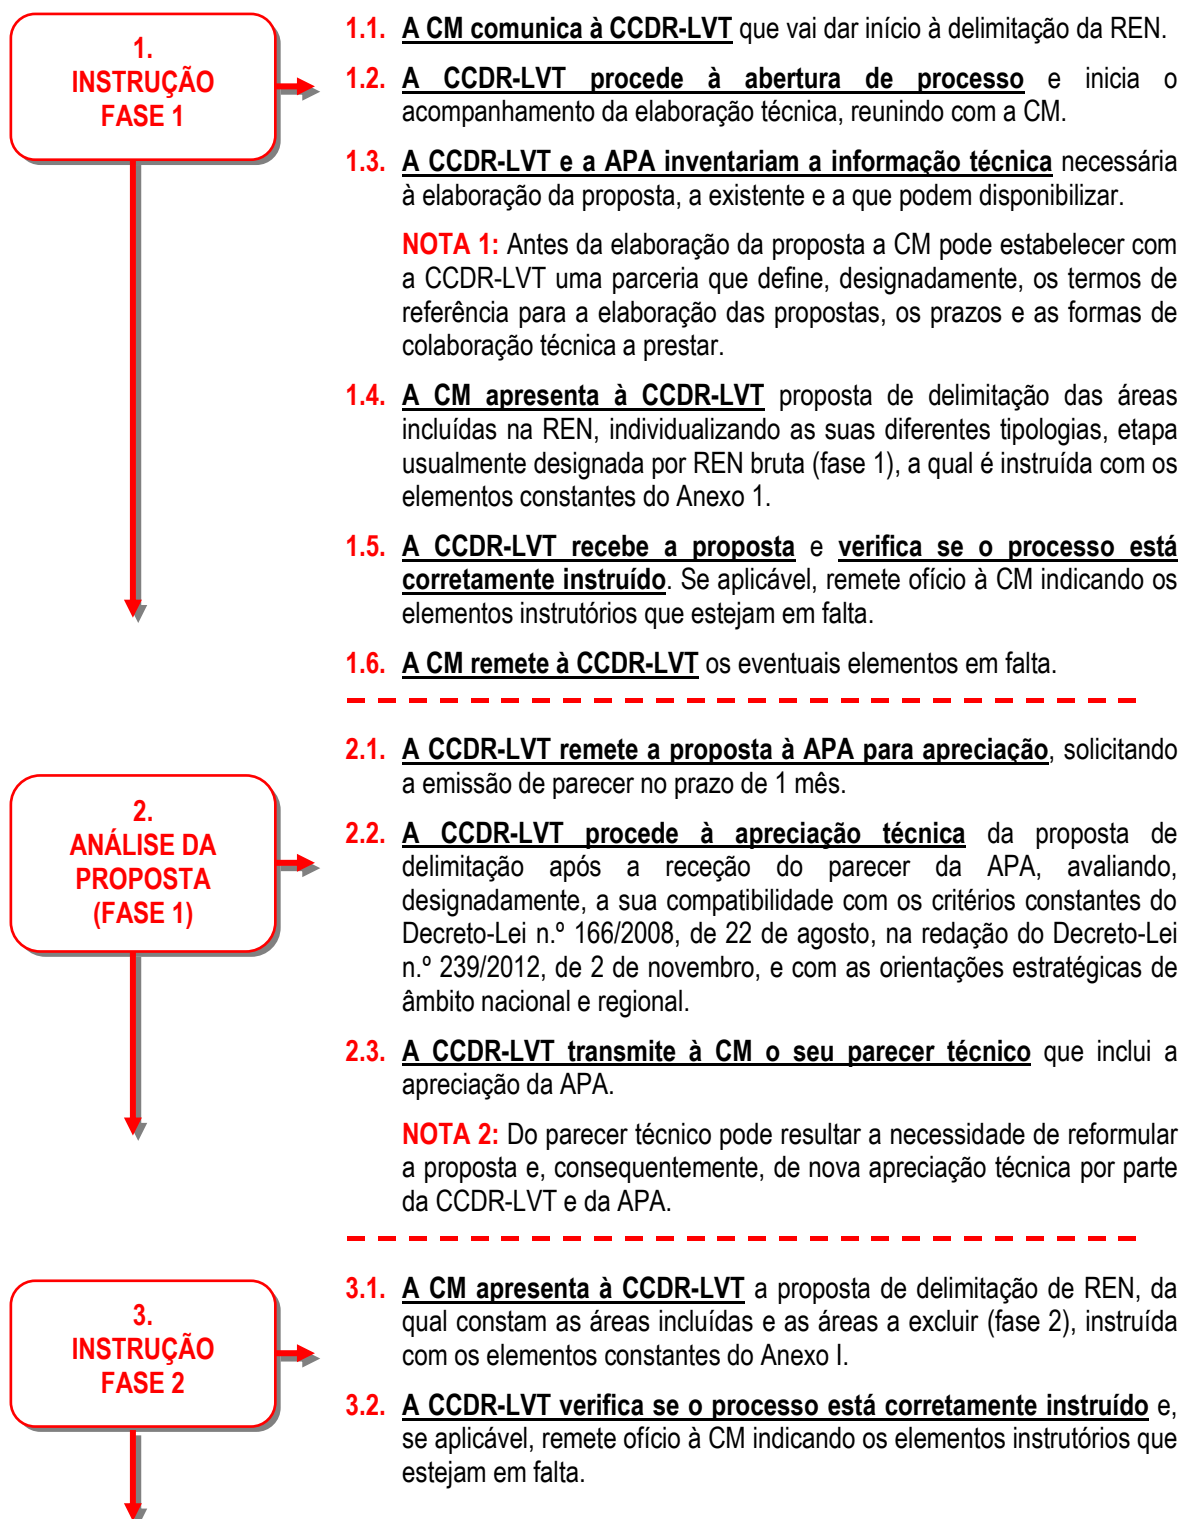 1.
INSTRUÇÃO
FASE 1
1.1. A CM comunica à CCDR-LVT que vai dar início à delimitação da REN.
1.2. A CCDR-LVT procede à abertura de processo e inicia o
acompanhamento da elaboração técnica, reunindo com a CM.
1.3. A CCDR-LVT e a APA inventariam a informação técnica necessária
à elaboração da proposta, a existente e a que podem disponibilizar.
NOTA 1: Antes da elaboração da proposta a CM pode estabelecer com
a CCDR-LVT uma parceria que define, designadamente, os termos de
referência para a elaboração das propostas, os prazos e as formas de
colaboração técnica a prestar.
1.4. A CM apresenta à CCDR-LVT proposta de delimitação das áreas
incluídas na REN, individualizando as suas diferentes tipologias, etapa
usualmente designada por REN bruta (fase 1), a qual é instruída com os
elementos constantes do Anexo 1.
1.5. A CCDR-LVT recebe a proposta e verifica se o processo está
corretamente instruído. Se aplicável, remete ofício à CM indicando os
elementos instrutórios que estejam em falta.
1.6. A CM remete à CCDR-LVT os eventuais elementos em falta.
2.
ANÁLISE DA
PROPOSTA
(FASE 1)
2.1. A CCDR-LVT remete a proposta à APA para apreciação, solicitando
a emissão de parecer no prazo de 1 mês.
2.2. A CCDR-LVT procede à apreciação técnica da proposta de
delimitação após a receção do parecer da APA, avaliando,
designadamente, a sua compatibilidade com os critérios constantes do
Decreto-Lei n.º 166/2008, de 22 de agosto, na redação do Decreto-Lei
n.º 239/2012, de 2 de novembro, e com as orientações estratégicas de
âmbito nacional e regional.
2.3. A CCDR-LVT transmite à CM o seu parecer técnico que inclui a
apreciação da APA.
NOTA 2: Do parecer técnico pode resultar a necessidade de reformular
a proposta e, consequentemente, de nova apreciação técnica por parte
da CCDR-LVT e da APA.
3.
INSTRUÇÃO
FASE 2
3.1. A CM apresenta à CCDR-LVT a proposta de delimitação de REN, da
qual constam as áreas incluídas e as áreas a excluir (fase 2), instruída
com os elementos constantes do Anexo I.
3.2. A CCDR-LVT verifica se o processo está corretamente instruído e,
se aplicável, remete ofício à CM indicando os elementos instrutórios que
estejam em falta.